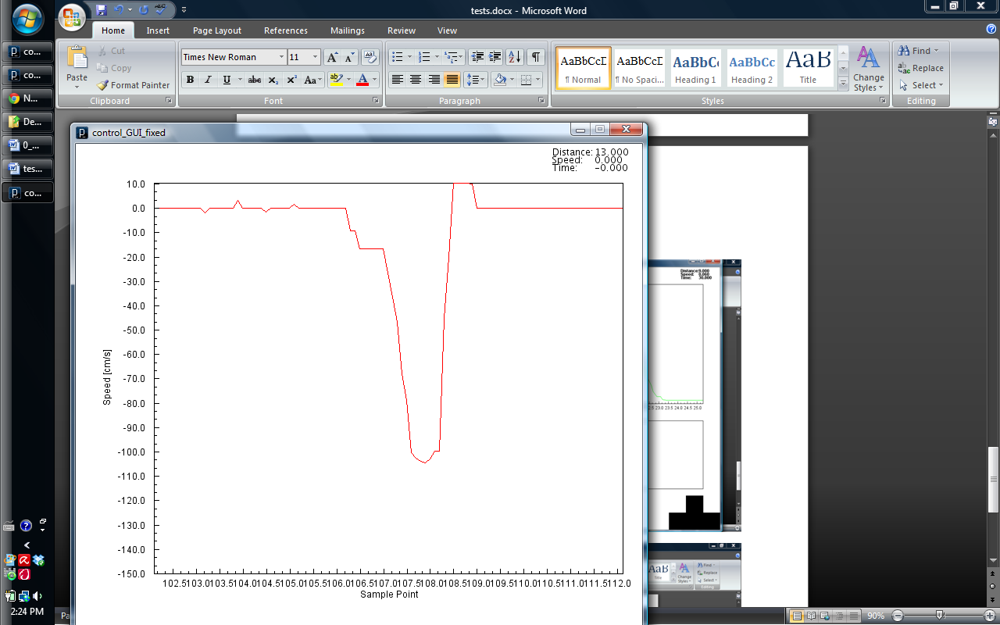 tests.docx - Microsoft Word
Home Insert Page Layout References Mailings Review View
Paste
Cut
Copy
Format Painter
Clipboard
Times New Roman 11
Font
Paragraph
AaBbCcI AaBbCcI AaBbC AaBbCc AaB
¶ Normal ¶ No Spaci... Heading 1 Heading 2 Title
Change Styles
Styles
Find
Replace
Select
Editing
co...
co...
N...
De...
0_...
tes...
co...
2:24 PM
control_GUI_fixed
Distance: 13.000
Speed: 0.000
Time: -0.000
10.0
0.0
-10.0
-20.0
-30.0
-40.0
-50.0
-60.0
-70.0
-80.0
-90.0
-100.0
-110.0
-120.0
-130.0
-140.0
-150.0
Speed [cm/s]
102.5103.0103.5104.0104.5105.0105.5106.0106.5107.0107.5108.0108.5109.0109.5110.0110.5111.0111.5112.0
Sample Point
Distance:9.000
Speed: 0.060
Time: 30.000
23.0 23.5 24.0 24.5 25.0
AaB
Title
Change Styles
Find
Replace
Select
Editing
Pa
90%